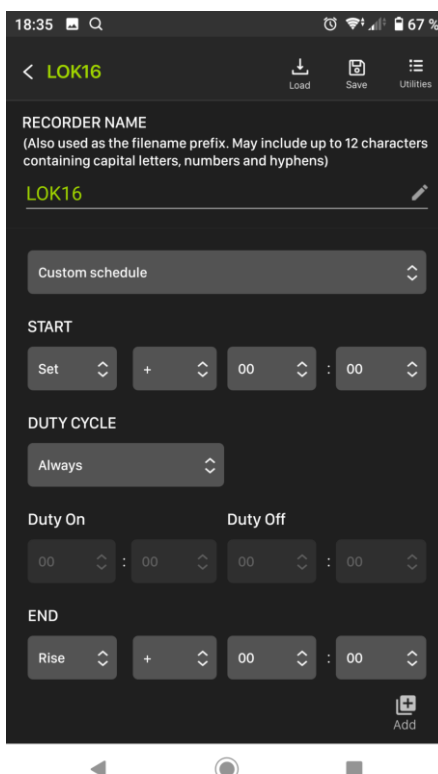 18:35 67 %
LOK16
Load Save Utilities
RECORDER NAME
(Also used as the filename prefix. May include up to 12 characters
containing capital letters, numbers and hyphens)
LOK16
Custom schedule
START
Set + 00 : 00
DUTY CYCLE
Always
Duty On Duty Off
00 : 00 00 : 00
END
Rise + 00 : 00
Add